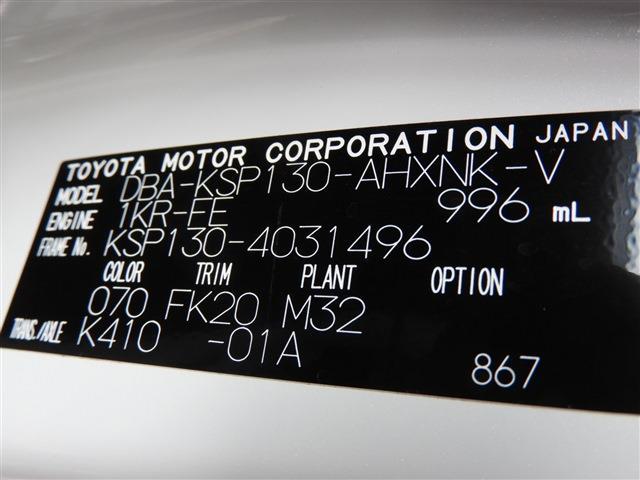 TOYOTA MOTOR CORPORATION JAPAN
MODEL DBA-KSP130-AHXNK-V
ENGINE 1KR-FE 996 mL
FRAME No. KSP130-4031496
COLOR TRIM PLANT OPTION
070 FK20 M32
TRANS./AXLE K410 -01A
867